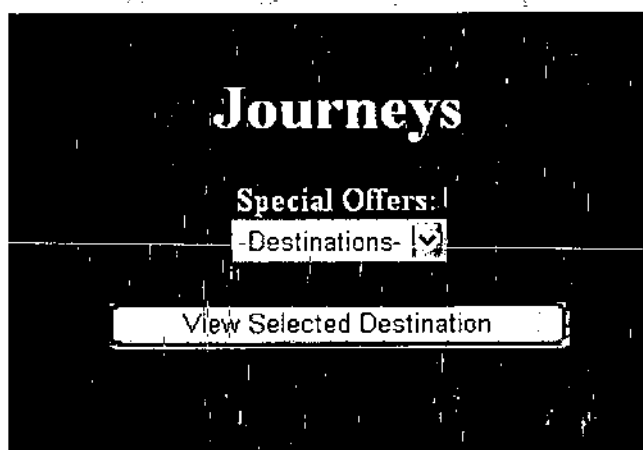 Journeys
Special Offers:
-Destinations-
View Selected Destination